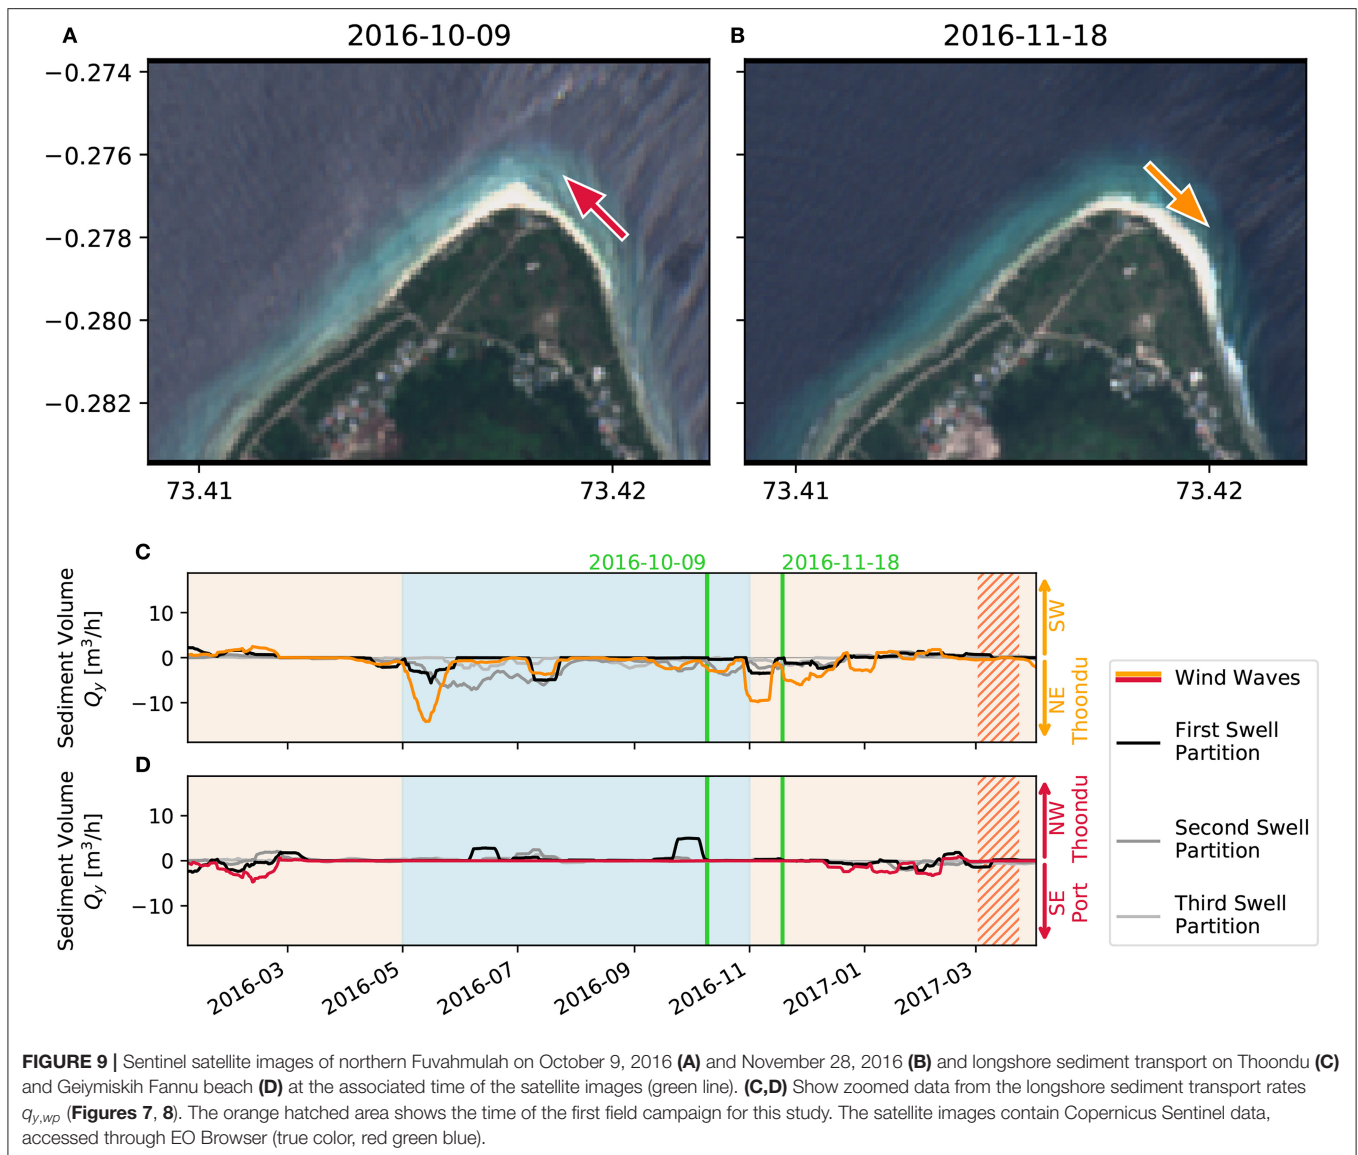 A
2016-10-09
B
2016-11-18
−0.274
−0.276
−0.278
−0.280
−0.282
73.41
73.42
73.41
73.42
C
2016-10-09
2016-11-18
Sediment Volume
Qy [m³/h]
10
0
−10
SW
NE
Thoondu
D
Sediment Volume
Qy [m³/h]
10
0
−10
NW
Thoondu
SE
Port
2016-03
2016-05
2016-07
2016-09
2016-11
2017-01
2017-03
Wind Waves
First Swell
Partition
Second Swell
Partition
Third Swell
Partition
FIGURE 9 | Sentinel satellite images of northern Fuvahmulah on October 9, 2016 (A) and November 28, 2016 (B) and longshore sediment transport on Thoondu (C)
and Geiymiskih Fannu beach (D) at the associated time of the satellite images (green line). (C,D) Show zoomed data from the longshore sediment transport rates
qy,wp (Figures 7, 8). The orange hatched area shows the time of the first field campaign for this study. The satellite images contain Copernicus Sentinel data,
accessed through EO Browser (true color, red green blue).